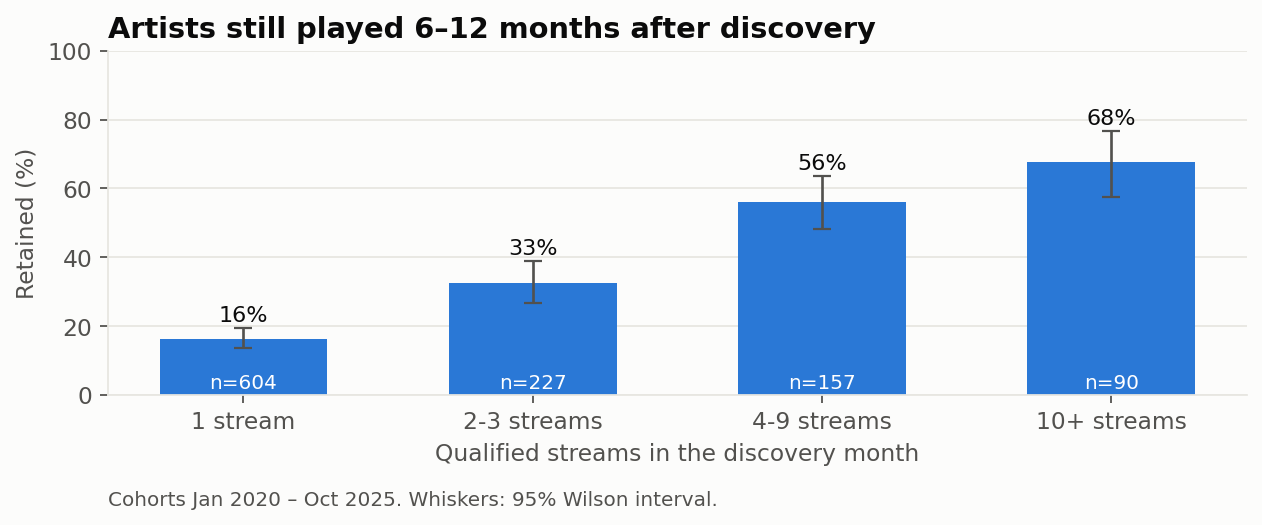 Artists still played 6–12 months after discovery
Retained (%)
100
80
60
40
20
0
16%
33%
56%
68%
n=604
n=227
n=157
n=90
1 stream
2-3 streams
4-9 streams
10+ streams
Qualified streams in the discovery month
Cohorts Jan 2020 – Oct 2025. Whiskers: 95% Wilson interval.